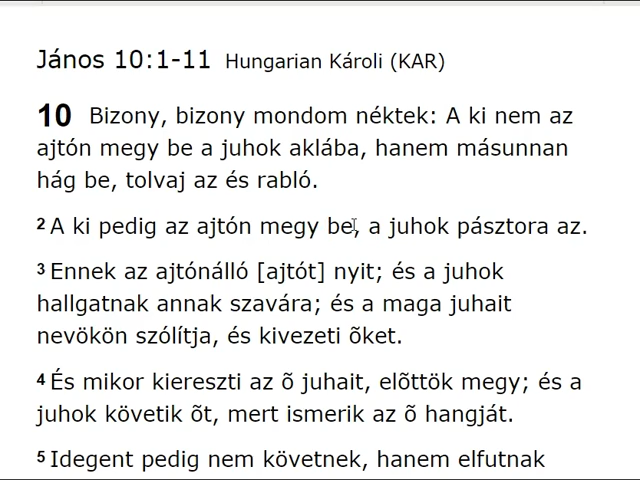 János 10:1-11 Hungarian Károli (KAR)
10 Bizony, bizony mondom néktek: A ki nem az
ajtón megy be a juhok aklába, hanem másunnan
hág be, tolvaj az és rabló.
2 A ki pedig az ajtón megy be, a juhok pásztora az.
3 Ennek az ajtónálló [ajtót] nyit; és a juhok
hallgatnak annak szavára; és a maga juhait
nevökön szólítja, és kivezeti õket.
4 És mikor kiereszti az õ juhait, elõttök megy; és a
juhok követik õt, mert ismerik az õ hangját.
5 Idegent pedig nem követnek, hanem elfutnak